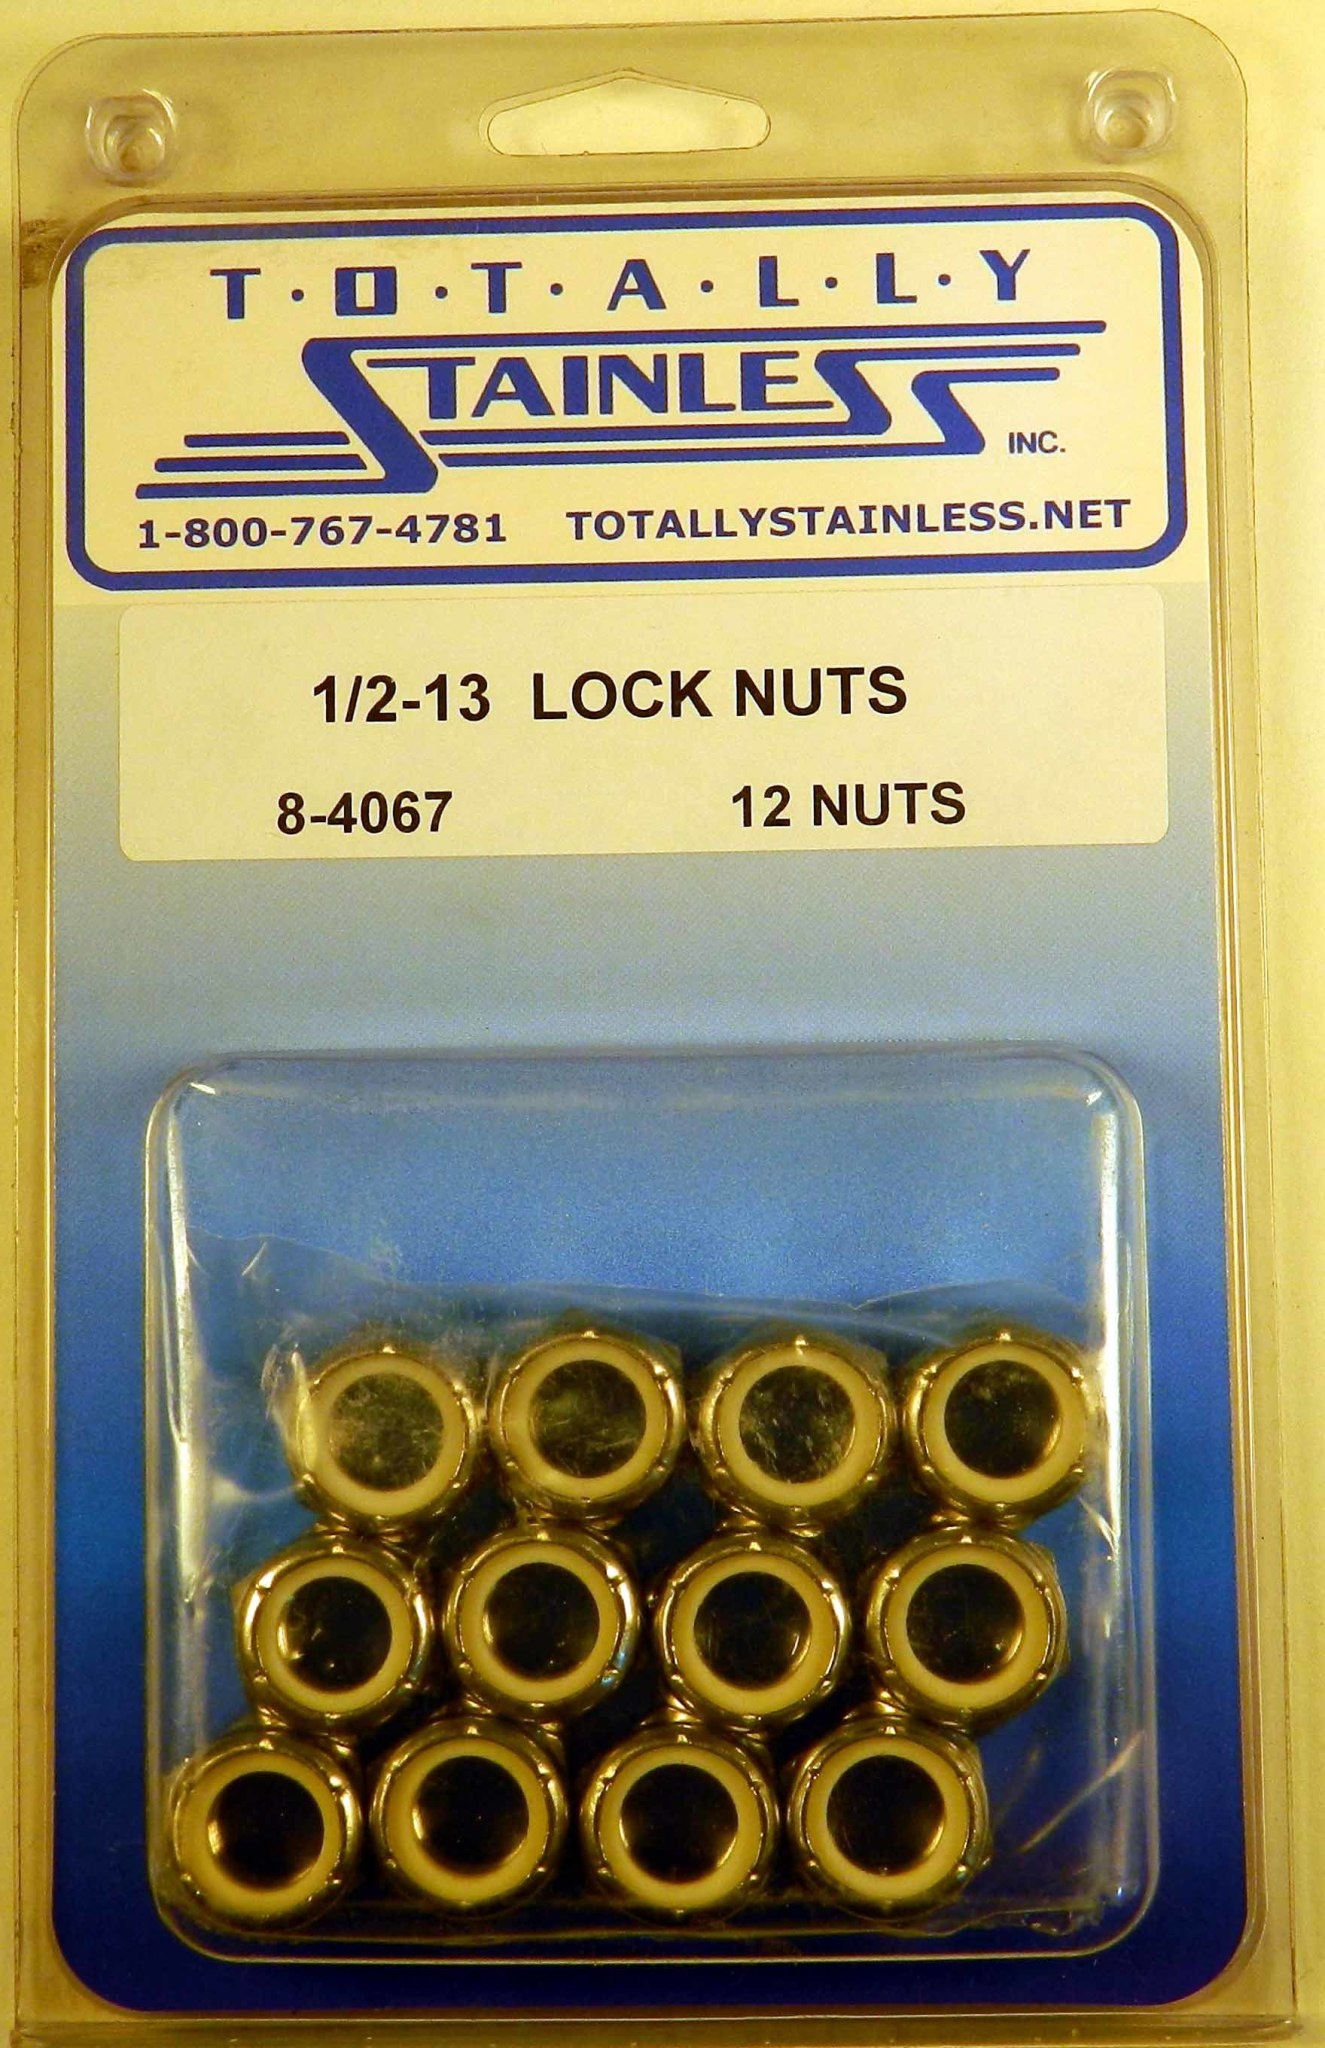 T·O·T·A·L·L·Y
STAINLESS
INC.
1-800-767-4781 TOTALLYSTAINLESS.NET
1/2-13 LOCK NUTS
8-4067 12 NUTS